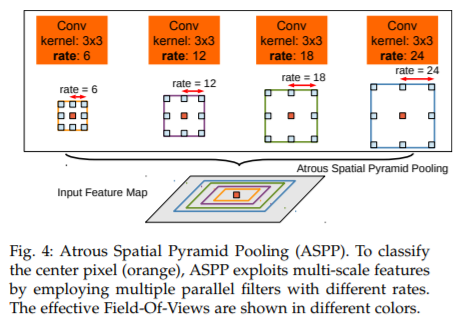 Conv
kernel: 3x3
rate: 6
Conv
kernel: 3x3
rate: 12
Conv
kernel: 3x3
rate: 18
Conv
kernel: 3x3
rate: 24
rate = 6
rate = 12
rate = 18
rate = 24
Atrous Spatial Pyramid Pooling
Input Feature Map
Fig. 4: Atrous Spatial Pyramid Pooling (ASPP). To classify
the center pixel (orange), ASPP exploits multi-scale features
by employing multiple parallel filters with different rates.
The effective Field-Of-Views are shown in different colors.